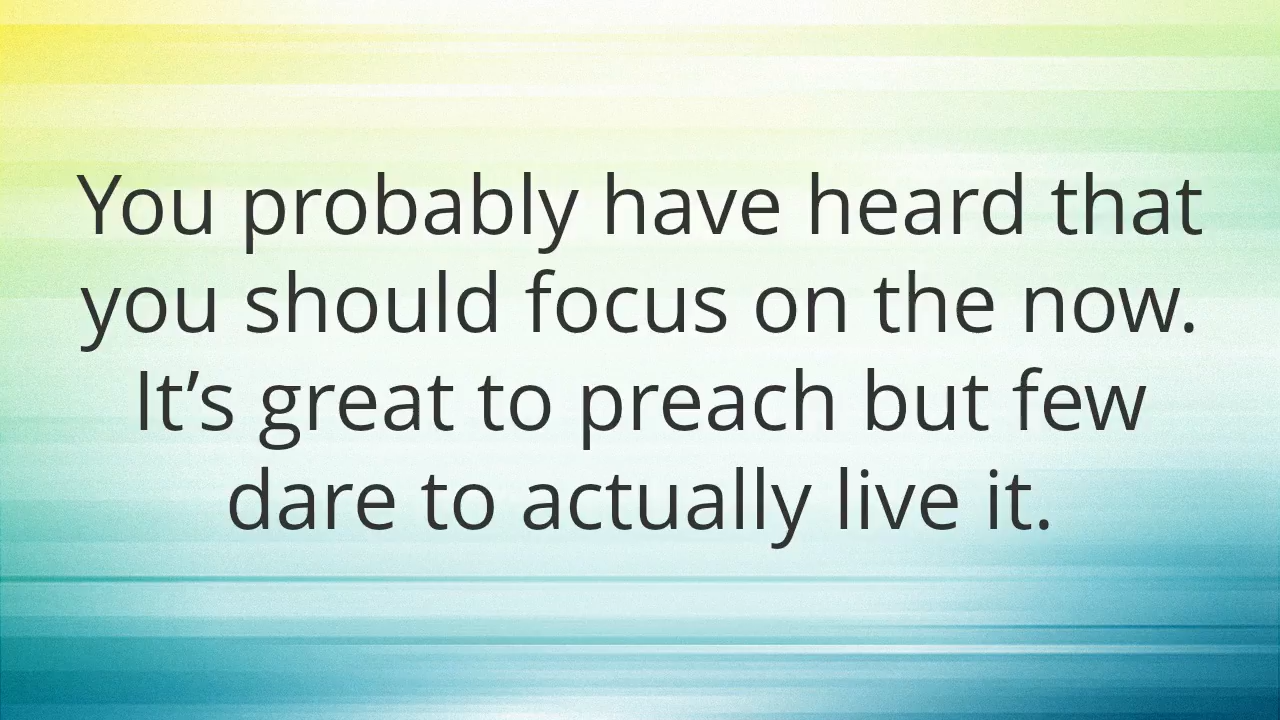 You probably have heard that
you should focus on the now.
It’s great to preach but few
dare to actually live it.